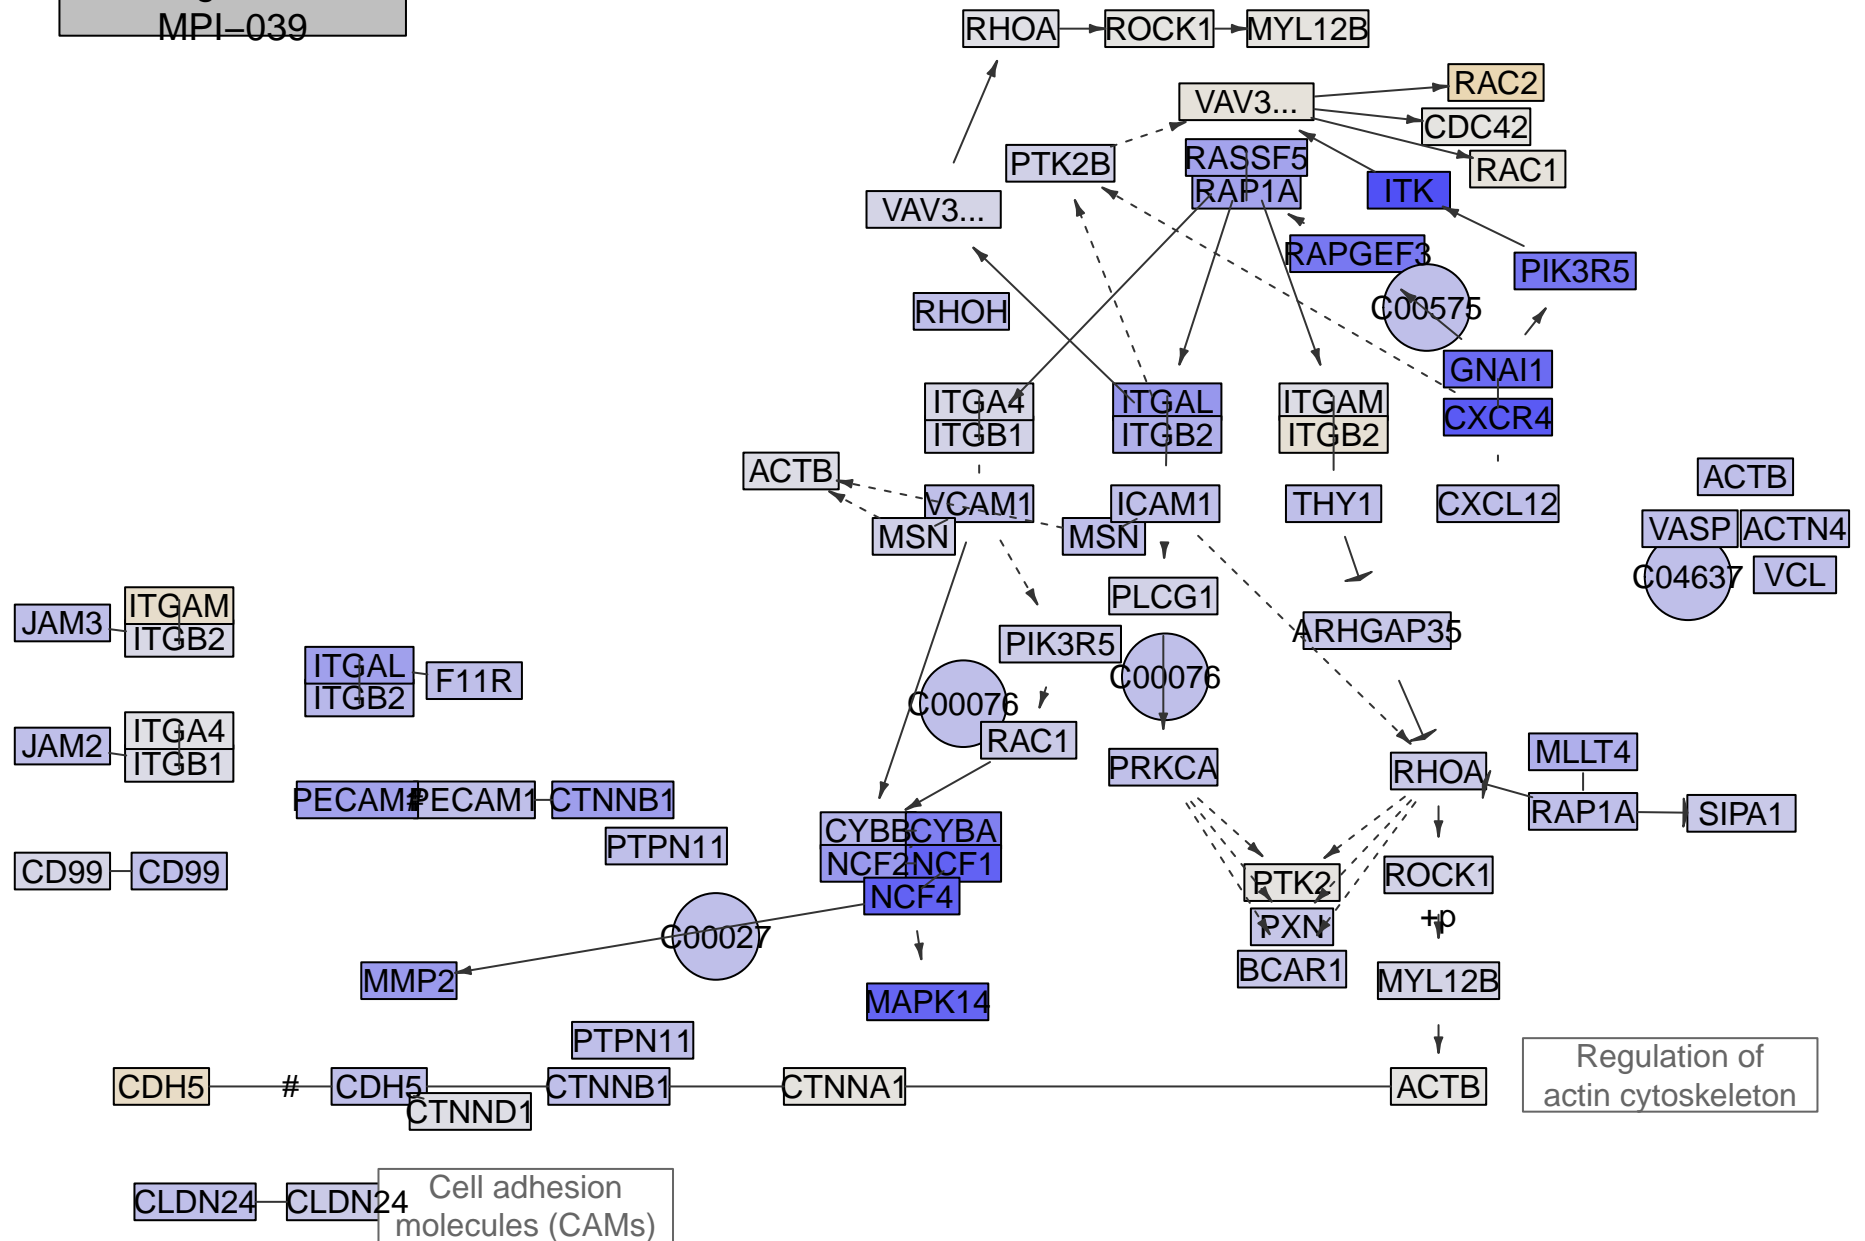 MPI−039
RHOA
ROCK1
MYL12B
RAC2
VAV3...
CDC42
RASSF5
PTK2B
RAC1
RAP1A
ITK
VAV3...
RAPGEF3
PIK3R5
C00575
RHOH
GNAI1
ITGA4
ITGAL
ITGAM
CXCR4
ITGB1
ITGB2
ITGB2
ACTB
ACTB
VCAM1
ICAM1
THY1
CXCL12
MSN
MSN
VASP
ACTN4
C04637
VCL
PLCG1
ITGAM
JAM3
ITGB2
ARHGAP35
PIK3R5
ITGAL
F11R
ITGB2
C00076
C00076
ITGA4
JAM2
ITGB1
RAC1
PRKCA
RHOA
MLLT4
PECAM1
#
PECAM1
CTNNB1
RAP1A
SIPA1
CYBB
CYBA
PTPN11
NCF2
NCF1
CD99
CD99
NCF4
PTK2
ROCK1
+p
PXN
C00027
BCAR1
MMP2
MYL12B
MAPK14
PTPN11
CDH5
#
CDH5
CTNNB1
CTNNA1
ACTB
CTNND1
Regulation of
actin cytoskeleton
CLDN24
CLDN24
Cell adhesion
molecules (CAMs)